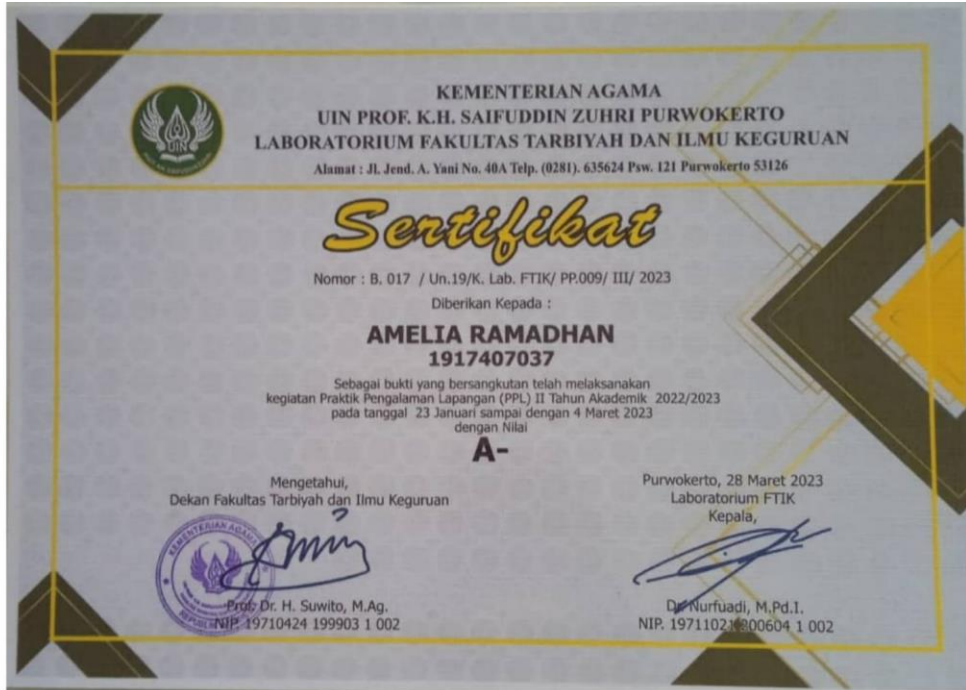 KEMENTERIAN AGAMA
UIN PROF. K.H. SAIFUDDIN ZUHRI PURWOKERTO
LABORATORIUM FAKULTAS TARBIYAH DAN ILMU KEGURUAN
Alamat : Jl. Jend. A. Yani No. 40A Telp. (0281). 635624 Psw. 121 Purwokerto 53126
UIN
Sertifikat
Nomor : B. 017 / Un.19/K. Lab. FTIK/ PP.009/ III/ 2023
Diberikan Kepada :
AMELIA RAMADHAN
1917407037
Sebagai bukti yang bersangkutan telah melaksanakan
kegiatan Praktik Pengalaman Lapangan (PPL) II Tahun Akademik 2022/2023
pada tanggal 23 Januari sampai dengan 4 Maret 2023
dengan Nilai
A-
Mengetahui,
Dekan Fakultas Tarbiyah dan Ilmu Keguruan
KEMENTERIAN AGAMA
Prof. Dr. H. Suwito, M.Ag.
NIP. 19710424 199903 1 002
Purwokerto, 28 Maret 2023
Laboratorium FTIK
Kepala,
Dr. Nurfuadi, M.Pd.I.
NIP. 19711021 200604 1 002